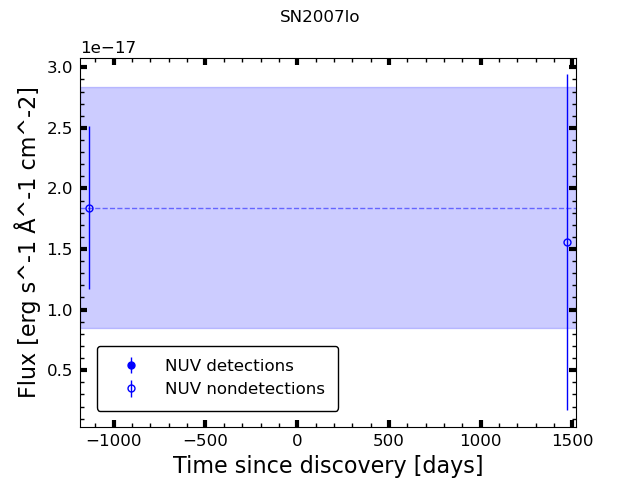 SN2007lo
1e−17
3.0
2.5
2.0
1.5
1.0
0.5
Flux [erg s^-1 Å^-1 cm^-2]
NUV detections
NUV nondetections
−1000 −500 0 500 1000 1500
Time since discovery [days]